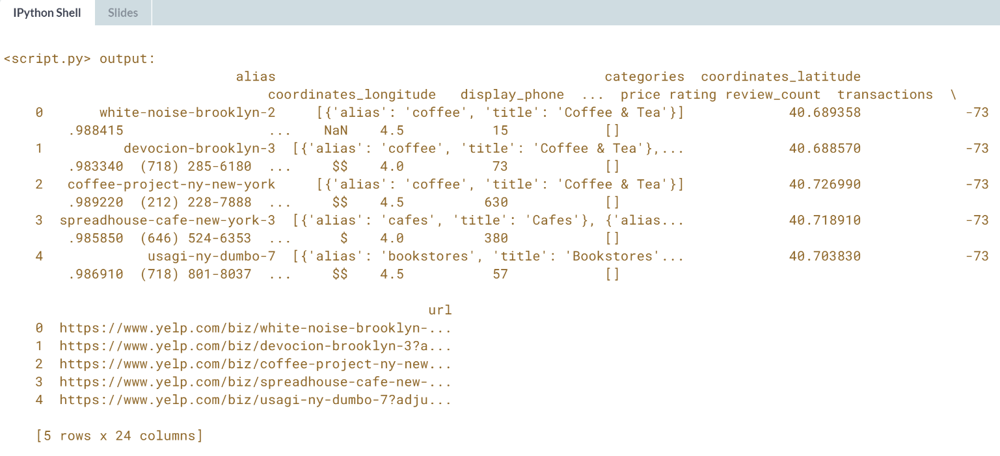 IPython Shell Slides
<script.py> output:
alias categories coordinates_latitude
coordinates_longitude display_phone ... price rating review_count transactions \
0 white-noise-brooklyn-2 [{'alias': 'coffee', 'title': 'Coffee & Tea'}] 40.689358 -73
.988415 ... NaN 4.5 15 []
1 devocion-brooklyn-3 [{'alias': 'coffee', 'title': 'Coffee & Tea'},... 40.688570 -73
.983340 (718) 285-6180 ... $$ 4.0 73 []
2 coffee-project-ny-new-york [{'alias': 'coffee', 'title': 'Coffee & Tea'}] 40.726990 -73
.989220 (212) 228-7888 ... $$ 4.5 630 []
3 spreadhouse-cafe-new-york-3 [{'alias': 'cafes', 'title': 'Cafes'}, {'alias... 40.718910 -73
.985850 (646) 524-6353 ... $ 4.0 380 []
4 usagi-ny-dumbo-7 [{'alias': 'bookstores', 'title': 'Bookstores'... 40.703830 -73
.986910 (718) 801-8037 ... $$ 4.5 57 []
url
0 https://www.yelp.com/biz/white-noise-brooklyn-...
1 https://www.yelp.com/biz/devocion-brooklyn-3?a...
2 https://www.yelp.com/biz/coffee-project-ny-new...
3 https://www.yelp.com/biz/spreadhouse-cafe-new-...
4 https://www.yelp.com/biz/usagi-ny-dumbo-7?adju...
[5 rows x 24 columns]